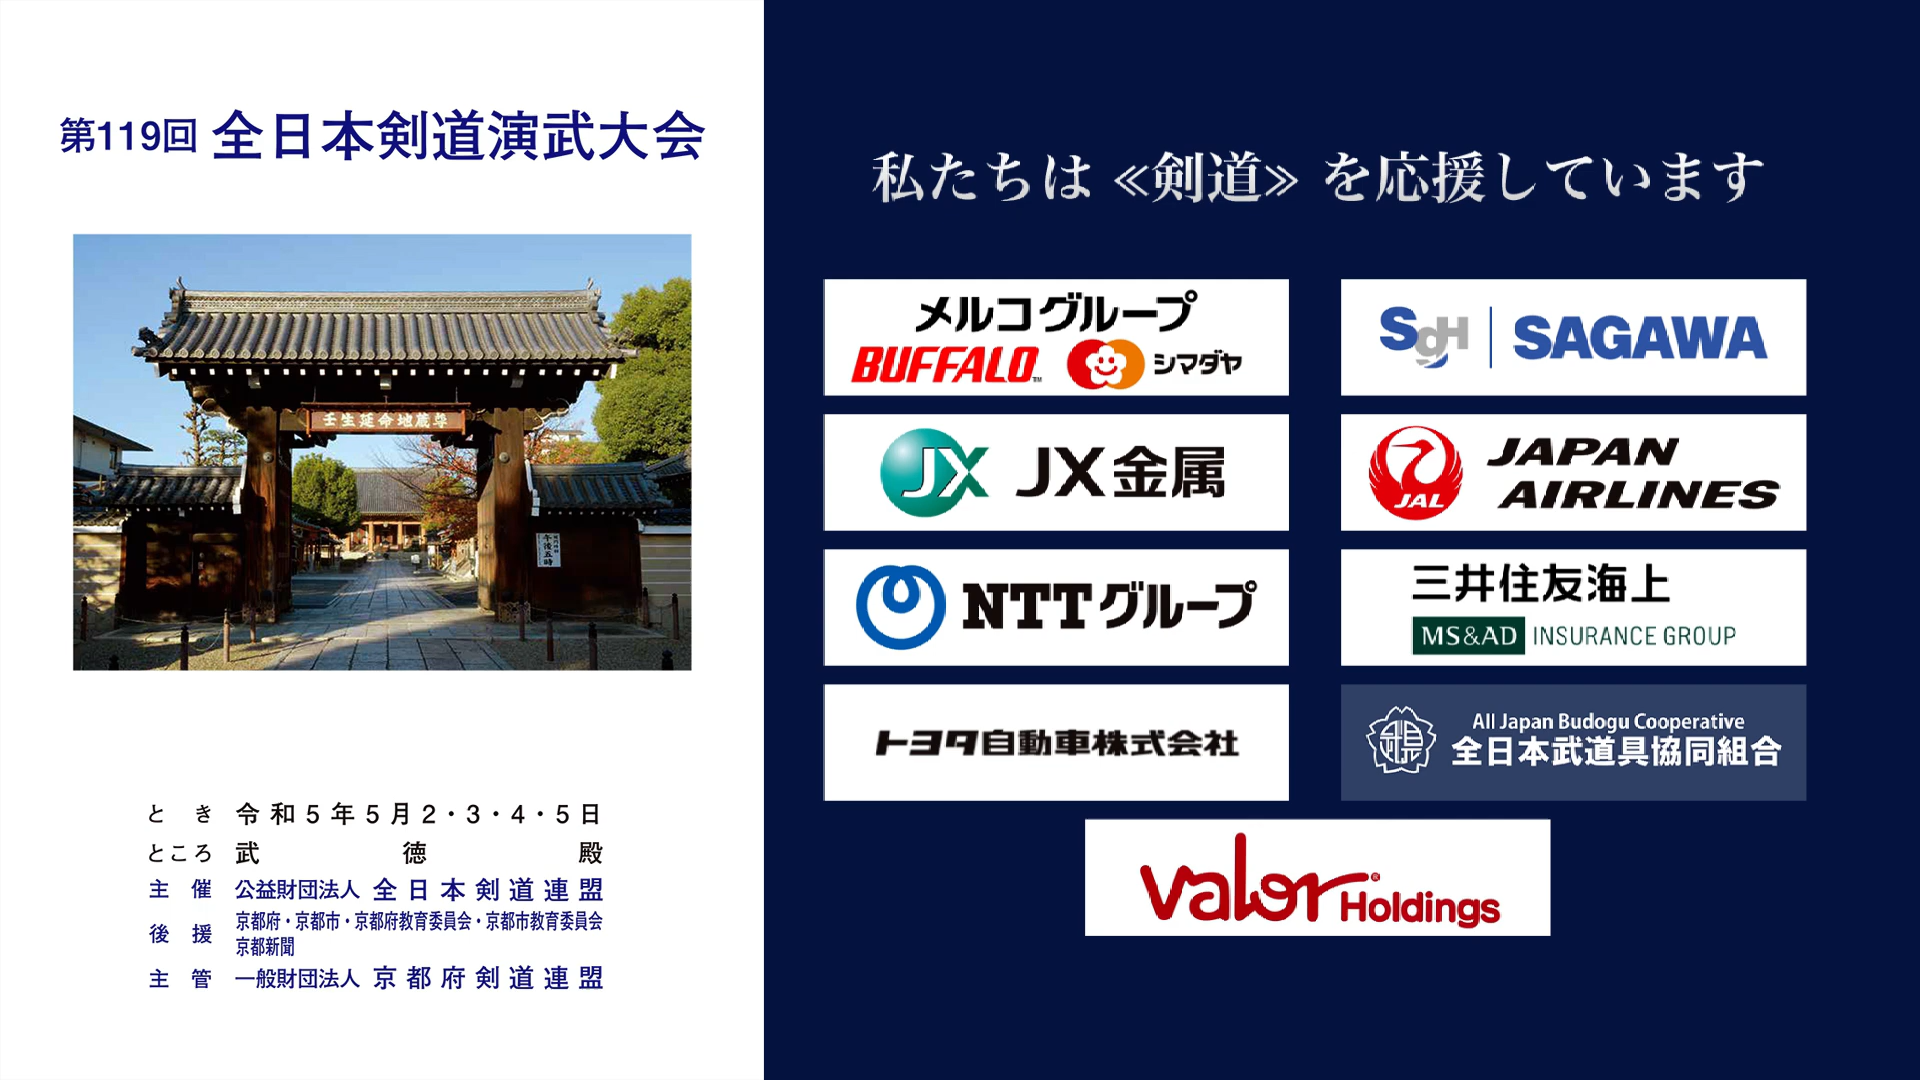 第119回 全日本剣道演武大会
壬生延命地蔵尊
午後五時
と き 令和5年5月2・3・4・5日
ところ 武徳殿
主 催 公益財団法人 全日本剣道連盟
後 援 京都府・京都市・京都府教育委員会・京都市教育委員会
京都新聞
主 管 一般財団法人 京都府剣道連盟
私たちは ≪剣道≫ を応援しています
メルコグループ
BUFFALO™ シマダヤ
SgH SAGAWA
JX JX金属
JAL JAPAN
AIRLINES
NTTグループ
三井住友海上
MS&AD INSURANCE GROUP
トヨタ自動車株式会社
All Japan Budogu Cooperative
全日本武道具協同組合
valor Holdings